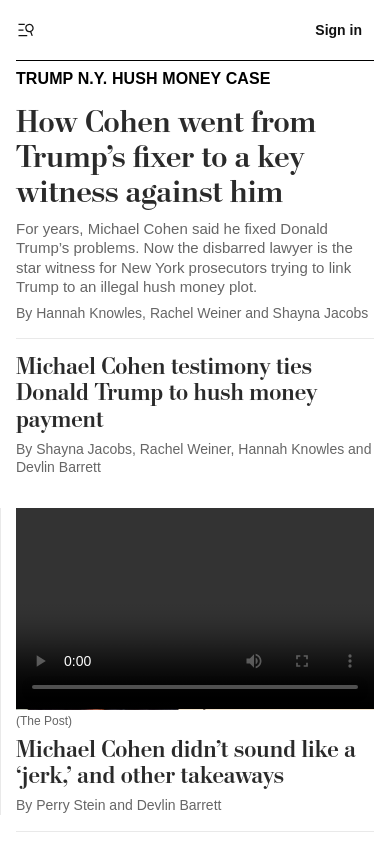 Sign in
TRUMP N.Y. HUSH MONEY CASE
How Cohen went from
Trump’s fixer to a key
witness against him
For years, Michael Cohen said he fixed Donald
Trump’s problems. Now the disbarred lawyer is the
star witness for New York prosecutors trying to link
Trump to an illegal hush money plot.
By Hannah Knowles, Rachel Weiner and Shayna Jacobs
Michael Cohen testimony ties
Donald Trump to hush money
payment
By Shayna Jacobs, Rachel Weiner, Hannah Knowles and
Devlin Barrett
0:00
(The Post)
Michael Cohen didn’t sound like a
‘jerk,’ and other takeaways
By Perry Stein and Devlin Barrett